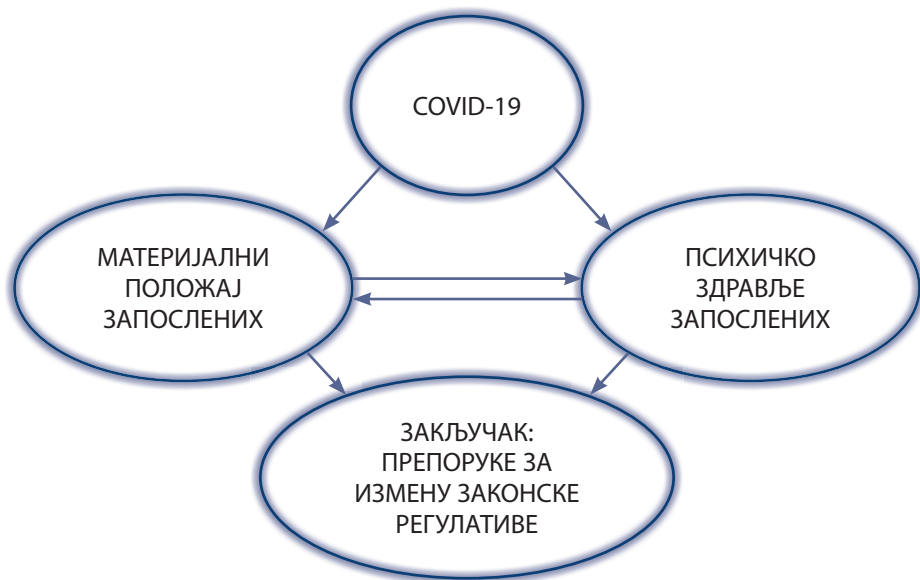 COVID-19
МАТЕРИЈАЛНИ
ПОЛОЖАЈ
ЗАПОСЛЕНИХ
ПСИХИЧКО
ЗДРАВЉЕ
ЗАПОСЛЕНИХ
ЗАКЉУЧАК:
ПРЕПОРУКЕ ЗА
ИЗМЕНУ ЗАКОНСКЕ
РЕГУЛАТИВЕ